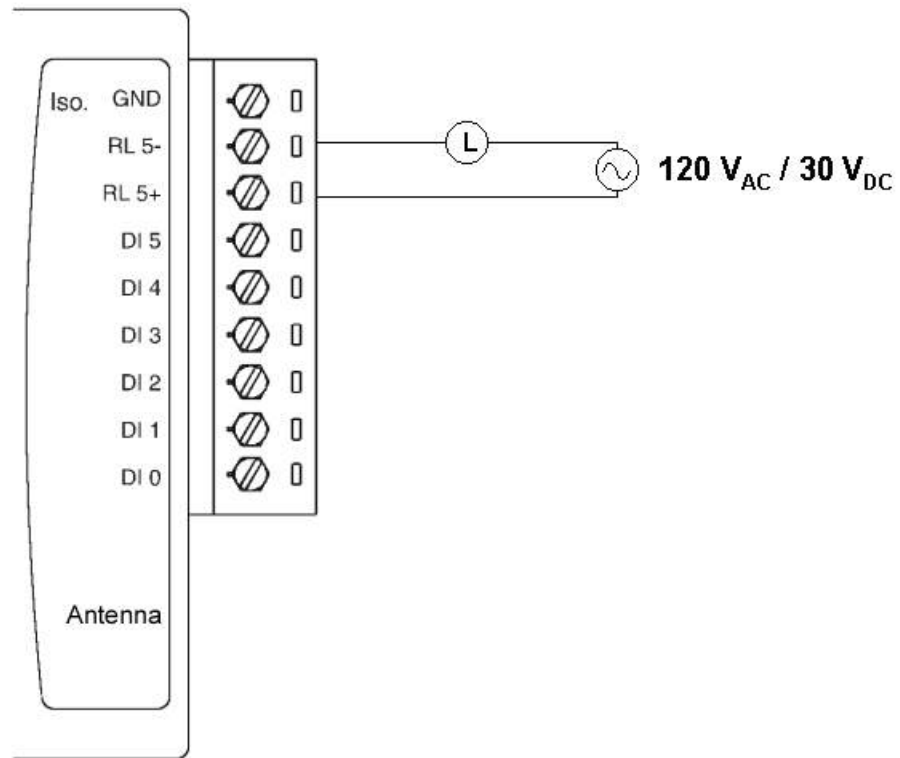 Iso. GND
RL 5-
L
120 VAC / 30 VDC
RL 5+
DI 5
DI 4
DI 3
DI 2
DI 1
DI 0
Antenna